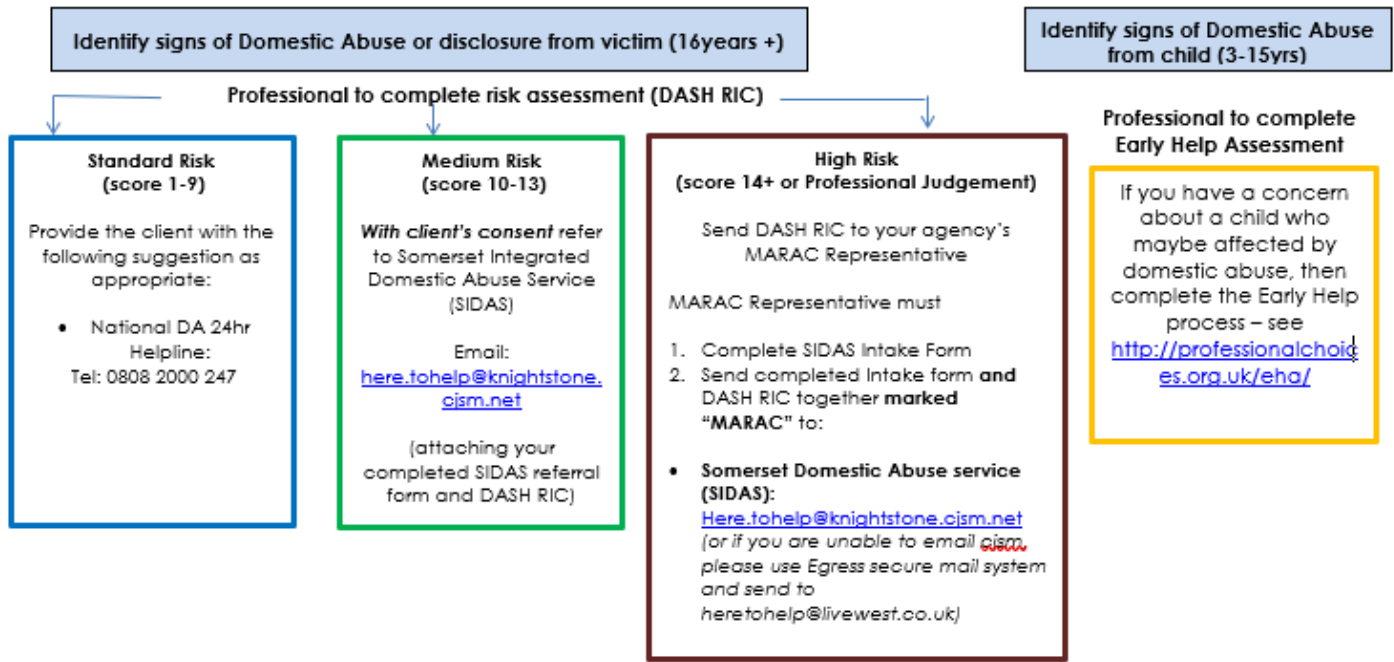 Identify signs of Domestic Abuse or disclosure from victim (16years +)
Professional to complete risk assessment (DASH RIC)
Standard Risk
(score 1-9)
Provide the client with the
following suggestion as
appropriate:
• National DA 24hr
Helpline:
Tel: 0808 2000 247
Medium Risk
(score 10-13)
With client's consent refer
to Somerset Integrated
Domestic Abuse Service
(SIDAS)
Email:
here.tohelp@knightstone.
cjsm.net
(attaching your
completed SIDAS referral
form and DASH RIC)
High Risk
(score 14+ or Professional Judgement)
Send DASH RIC to your agency's
MARAC Representative
MARAC Representative must
1. Complete SIDAS Intake Form
2. Send completed Intake form and
DASH RIC together marked
“MARAC” to:
• Somerset Domestic Abuse service
(SIDAS):
Here.tohelp@knightstone.cjsm.net
(or if you are unable to email cjsm,
please use Egress secure mail system
and send to
heretohelp@livewest.co.uk)
Identify signs of Domestic Abuse
from child (3-15yrs)
Professional to complete
Early Help Assessment
If you have a concern
about a child who
maybe affected by
domestic abuse, then
complete the Early Help
process – see
http://professionalchoic
es.org.uk/eha/